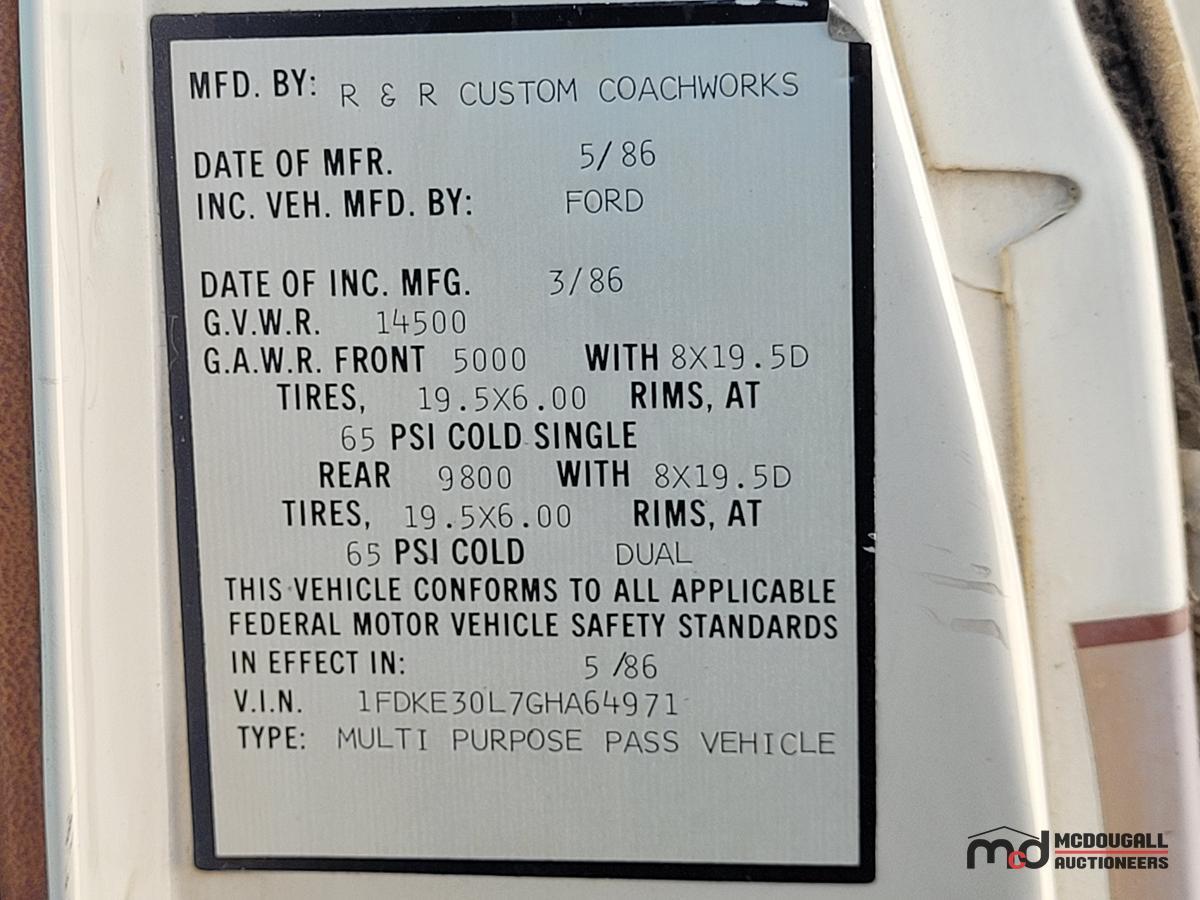 MFD. BY: R & R CUSTOM COACHWORKS
DATE OF MFR. 5/86
INC. VEH. MFD. BY: FORD
DATE OF INC. MFG. 3/86
G.V.W.R. 14500
G.A.W.R. FRONT 5000 WITH 8X19.5D
TIRES, 19.5X6.00 RIMS, AT
65 PSI COLD SINGLE
REAR 9800 WITH 8X19.5D
TIRES, 19.5X6.00 RIMS, AT
65 PSI COLD DUAL
THIS VEHICLE CONFORMS TO ALL APPLICABLE
FEDERAL MOTOR VEHICLE SAFETY STANDARDS
IN EFFECT IN: 5 /86
V.I.N. 1FDKE30L7GHA64971
TYPE: MULTI PURPOSE PASS VEHICLE
mcd MCDOUGALL
AUCTIONEERS